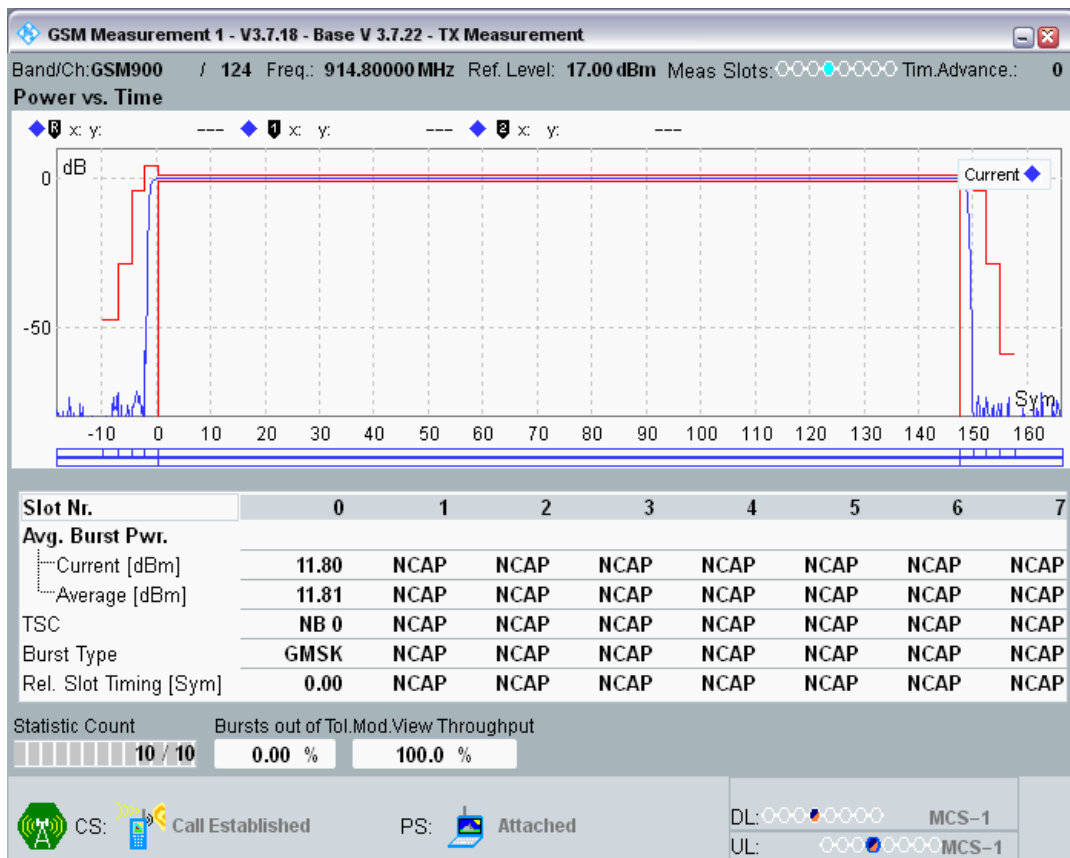 GSM Measurement 1 - V3.7.18 - Base V 3.7.22 - TX Measurement
Band/Ch:GSM900 / 124 Freq.: 914.80000 MHz Ref. Level: 17.00 dBm Meas Slots: Tim.Advance.: 0
Power vs. Time
R x: y: --- 1 x: y: --- 2 x: y: ---
dB
Current
0
-50
Sym
-10 0 10 20 30 40 50 60 70 80 90 100 110 120 130 140 150 160
Slot Nr. 0 1 2 3 4 5 6 7
Avg. Burst Pwr.
Current [dBm] 11.80 NCAP NCAP NCAP NCAP NCAP NCAP NCAP
Average [dBm] 11.81 NCAP NCAP NCAP NCAP NCAP NCAP NCAP
TSC NB 0 NCAP NCAP NCAP NCAP NCAP NCAP NCAP
Burst Type GMSK NCAP NCAP NCAP NCAP NCAP NCAP NCAP
Rel. Slot Timing [Sym] 0.00 NCAP NCAP NCAP NCAP NCAP NCAP NCAP
Statistic Count Bursts out of Tol.Mod.View Throughput
10 / 10 0.00 % 100.0 %
CS: Call Established PS: Attached
DL: MCS-1
UL: MCS-1